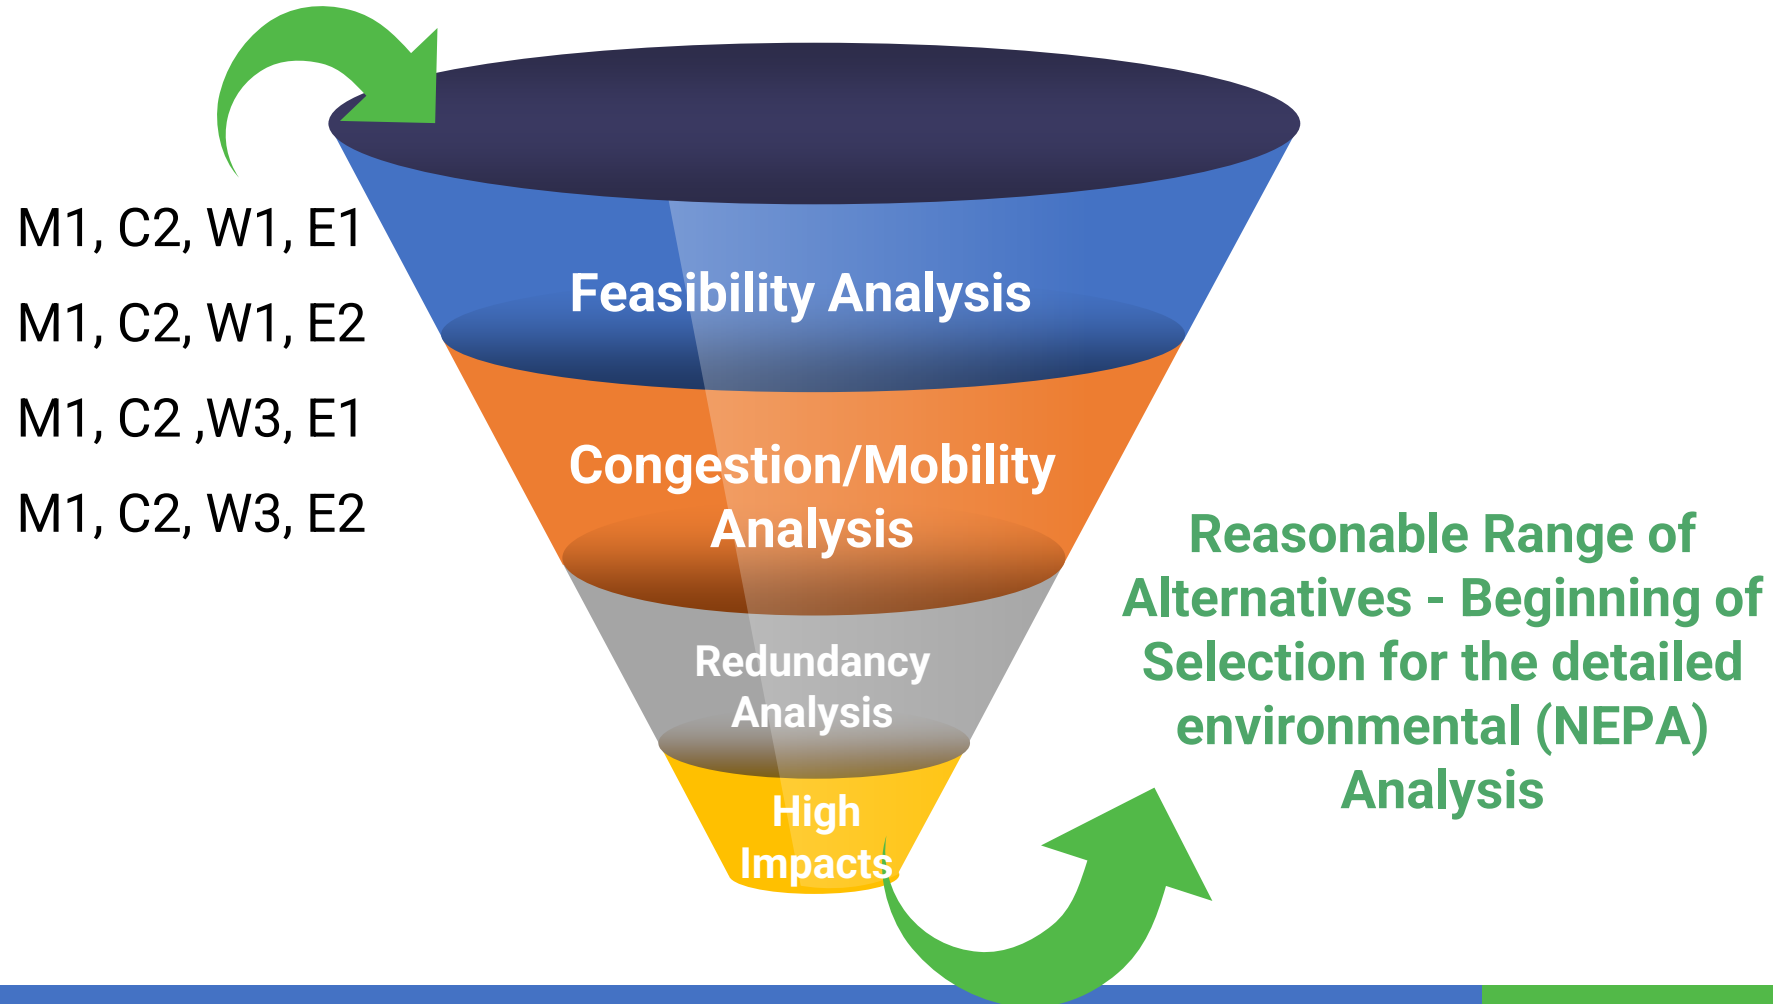 M1, C2, W1, E1
M1, C2, W1, E2
M1, C2 ,W3, E1
M1, C2, W3, E2
Feasibility Analysis
Congestion/Mobility
Analysis
Redundancy
Analysis
High
Impacts
Reasonable Range of
Alternatives - Beginning of
Selection for the detailed
environmental (NEPA)
Analysis